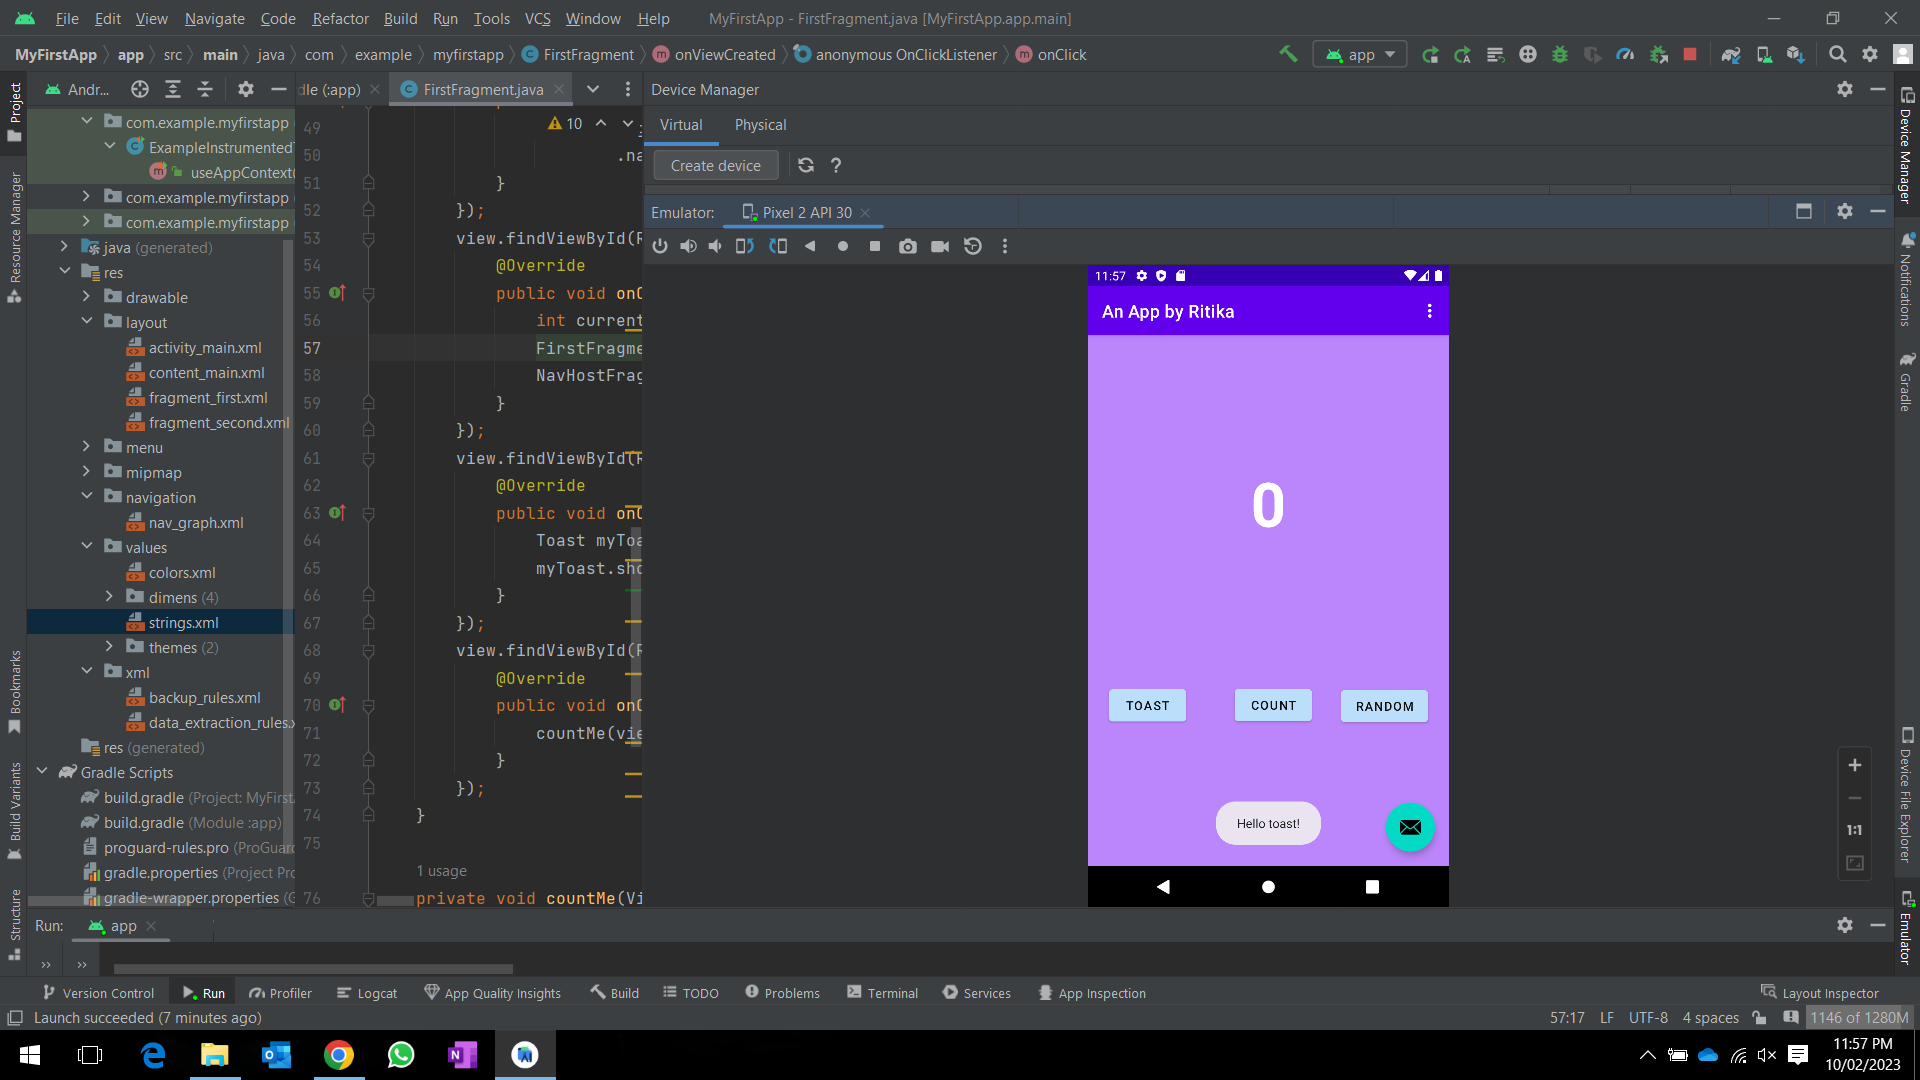 File Edit View Navigate Code Refactor Build Run Tools VCS Window Help MyFirstApp - FirstFragment.java [MyFirstApp.app.main]
MyFirstApp app src main java com example myfirstapp FirstFragment onViewCreated anonymous OnClickListener onClick app
Project
Resource Manager
Bookmarks
Build Variants
Structure
Andr...
com.example.myfirstapp
ExampleInstrumented
useAppContext(
com.example.myfirstapp
com.example.myfirstapp
java (generated)
res
drawable
layout
activity_main.xml
content_main.xml
fragment_first.xml
fragment_second.xml
menu
mipmap
navigation
nav_graph.xml
values
colors.xml
dimens (4)
strings.xml
themes (2)
xml
backup_rules.xml
data_extraction_rules.x
res (generated)
Gradle Scripts
build.gradle (Project: MyFirst
build.gradle (Module :app)
proguard-rules.pro (ProGuar
gradle.properties (Project Pro
gradle-wrapper.properties (G
dle (:app) FirstFragment.java
10
49
50 .na
51 }
52 });
53 view.findViewById(R
54 @Override
55 public void onC
56 int current
57 FirstFragme
58 NavHostFrag
59 }
60 });
61 view.findViewById(R
62 @Override
63 public void onC
64 Toast myToa
65 myToast.sho
66 }
67 });
68 view.findViewById(R
69 @Override
70 public void onC
71 countMe(vie
72 }
73 });
74 }
75
1 usage
76 private void countMe(Vi
Device Manager
Virtual Physical
Create device ?
Emulator: Pixel 2 API 30
11:57
An App by Ritika
0
TOAST COUNT RANDOM
Hello toast!
1:1
Device Manager
Notifications
Gradle
Device File Explorer
Emulator
Run: app
» »
Version Control Run Profiler Logcat App Quality Insights Build TODO Problems Terminal Services App Inspection Layout Inspector
Launch succeeded (7 minutes ago) 57:17 LF UTF-8 4 spaces 1146 of 1280M
11:57 PM
10/02/2023